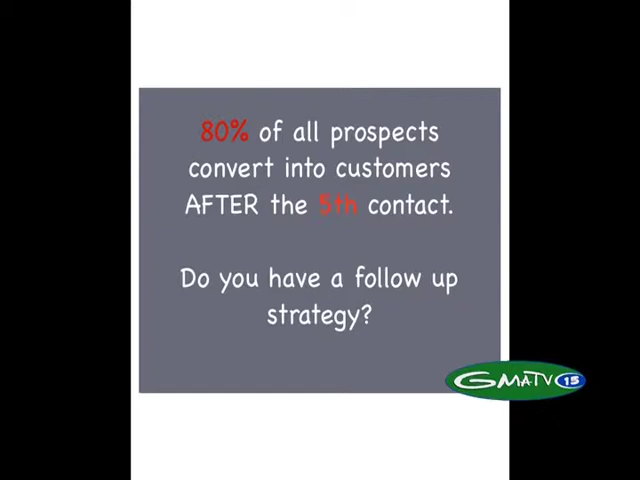 80% of all prospects
convert into customers
AFTER the 5th contact.
Do you have a follow up
strategy?
GMATV 15